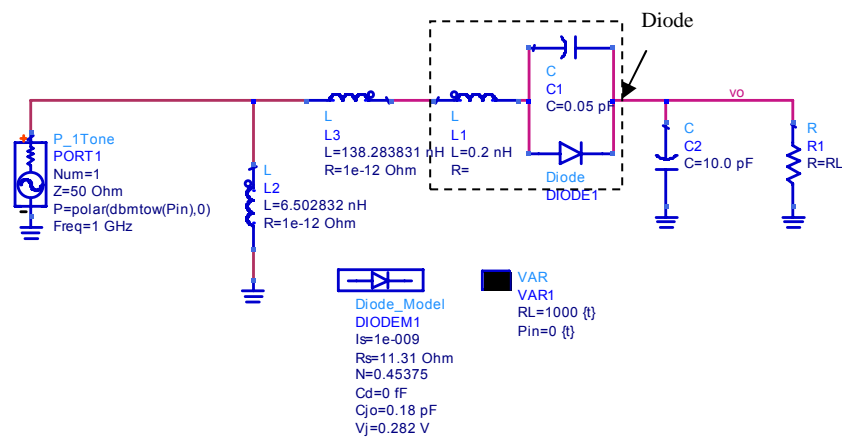 Diode
P_1Tone
PORT1
Num=1
Z=50 Ohm
P=polar(dbmtow(Pin),0)
Freq=1 GHz
L
L2
L=6.502832 nH
R=1e-12 Ohm
L
L3
L=138.283831 nH
R=1e-12 Ohm
L
L1
L=0.2 nH
R=
C
C1
C=0.05 pF
Diode
DIODE1
vo
C
C2
C=10.0 pF
R
R1
R=RL
Diode_Model
DIODEM1
Is=1e-009
Rs=11.31 Ohm
N=0.45375
Cd=0 fF
Cjo=0.18 pF
Vj=0.282 V
VAR
VAR1
RL=1000 {t}
Pin=0 {t}